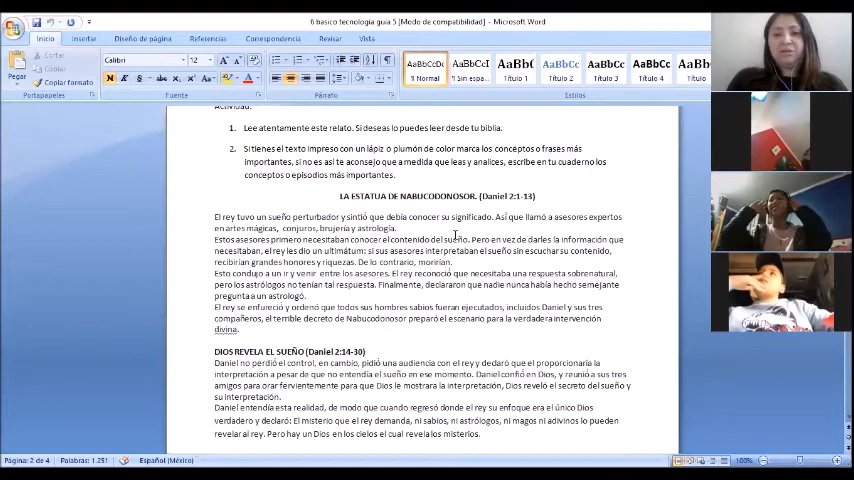 6 basico tecnologia guia 5 [Modo de compatibilidad] - Microsoft Word
Inicio Insertar Diseño de página Referencias Correspondencia Revisar Vista
Cortar
Copiar
Copiar formato
Pegar
Portapapeles
Calibri 12
Fuente
Párrafo
AaBbCcDc AaBbCcI AaBb( AaBbCc AaBbCc AaBbCc AaBb(
¶ Normal ¶ Sin espa... Título 1 Título 2 Título 3 Título 4 Título
Estilos
Actividad:
1. Lee atentamente este relato. Si deseas lo puedes leer desde tu biblia.
2. Si tienes el texto impreso con un lápiz o plumón de color marca los conceptos o frases más
importantes, si no es asi te aconsejo que a medida que leas y analices, escribe en tu cuaderno los
conceptos o episodios más importantes.
LA ESTATUA DE NABUCODONOSOR. (Daniel 2:1-13)
El rey tuvo un sueño perturbador y sintió que debía conocer su significado. Así que llamó a asesores expertos
en artes mágicas, conjuros, brujería y astrología.
Estos asesores primero necesitaban conocer el contenido del sueño. Pero en vez de darles la información que
necesitaban, el rey les dio un ultimátum: si sus asesores interpretaban el sueño sin escuchar su contenido,
recibirían grandes honores y riquezas. De lo contrario, morirían.
Esto condujo a un ir y venir entre los asesores. El rey reconoció que necesitaba una respuesta sobrenatural,
pero los astrólogos no tenían tal respuesta. Finalmente, declararon que nadie nunca había hecho semejante
pregunta a un astrologó.
El rey se enfureció y ordenó que todos sus hombres sabios fueran ejecutados, incluidos Daniel y sus tres
compañeros, el terrible decreto de Nabucodonosor preparó el escenario para la verdadera intervención
divina.
DIOS REVELA EL SUEÑO (Daniel 2:14-30)
Daniel no perdió el control, en cambio, pidió una audiencia con el rey y declaró que el proporcionaría la
interpretación a pesar de que no entendía el sueño en ese momento. Daniel confió en Dios, y reunió a sus tres
amigos para orar fervientemente para que Dios le mostrara la interpretación, Dios reveló el secreto del sueño y
su interpretación.
Daniel entendía esta realidad, de modo que cuando regresó donde el rey su enfoque era el único Dios
verdadero y declaró: El misterio que el rey demanda, ni sabios, ni astrólogos, ni magos ni adivinos lo pueden
revelar al rey. Pero hay un Dios en los cielos el cual revela los misterios.
Página: 2 de 4 Palabras: 1.251 Español (México) 100%